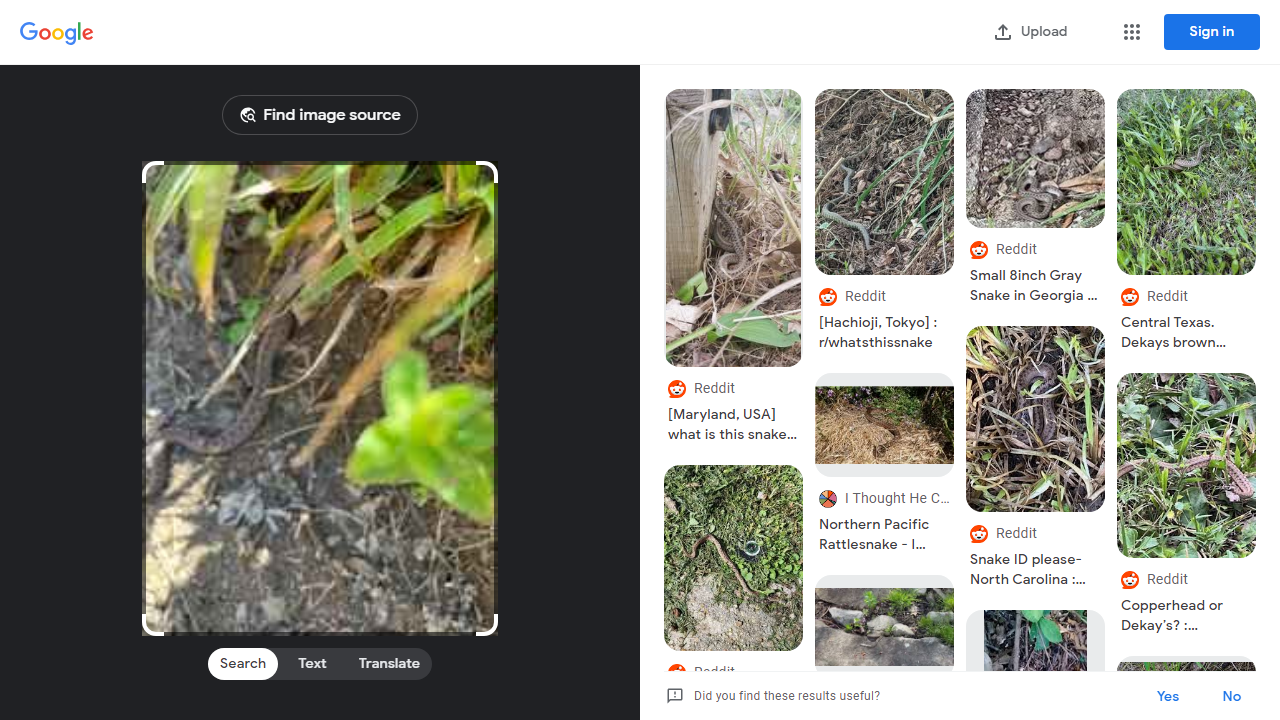 Google
Upload
Sign in
Find image source
Search
Text
Translate
Reddit
[Maryland, USA]
what is this snake...
Reddit
Reddit
[Hachioji, Tokyo] :
r/whatsthissnake
I Thought He C...
Northern Pacific
Rattlesnake - I...
Reddit
Small 8inch Gray
Snake in Georgia ...
Reddit
Snake ID please-
North Carolina :...
Reddit
Central Texas.
Dekays brown...
Reddit
Copperhead or
Dekay's? :...
Did you find these results useful?
Yes
No